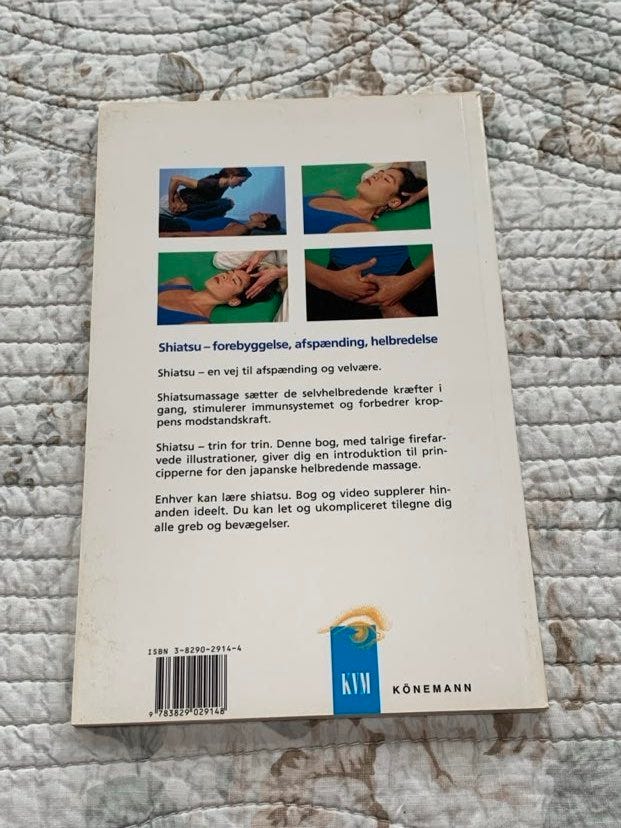 Shiatsu – forebyggelse, afspænding, helbredelse
Shiatsu – en vej til afspænding og velvære.
Shiatsumassage sætter de selvhelbredende kræfter i
gang, stimulerer immunsystemet og forbedrer krop-
pens modstandskraft.
Shiatsu – trin for trin. Denne bog, med talrige firefar-
vede illustrationer, giver dig en introduktion til prin-
cipperne for den japanske helbredende massage.
Enhver kan lære shiatsu. Bog og video supplerer hin-
anden ideelt. Du kan let og ukompliceret tilegne dig
alle greb og bevægelser.
ISBN 3-8290-2914-4
9 783829 029148
KVM
KÖNEMANN